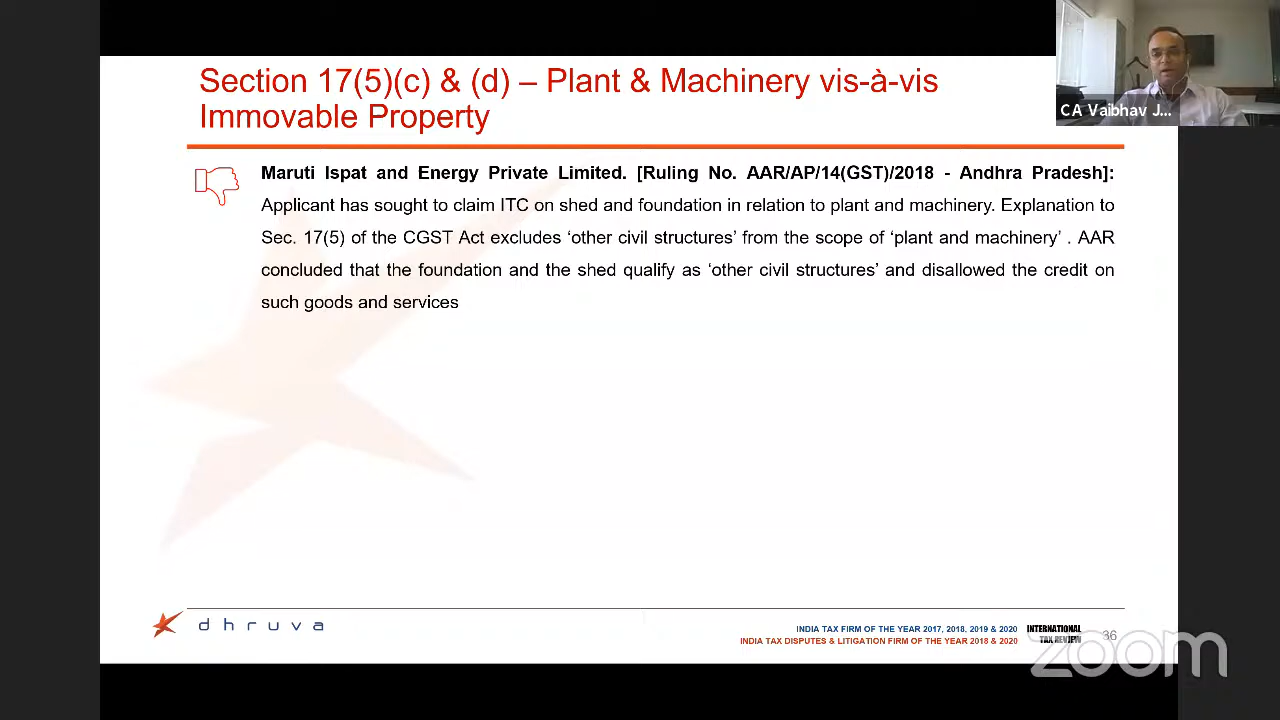 Section 17(5)(c) & (d) – Plant & Machinery vis-à-vis
Immovable Property
CA Vaibhav J...
Maruti Ispat and Energy Private Limited. [Ruling No. AAR/AP/14(GST)/2018 - Andhra Pradesh]:
Applicant has sought to claim ITC on shed and foundation in relation to plant and machinery. Explanation to
Sec. 17(5) of the CGST Act excludes ‘other civil structures’ from the scope of ‘plant and machinery’ . AAR
concluded that the foundation and the shed qualify as ‘other civil structures’ and disallowed the credit on
such goods and services
dhruva
INDIA TAX FIRM OF THE YEAR 2017, 2018, 2019 & 2020
INDIA TAX DISPUTES & LITIGATION FIRM OF THE YEAR 2018 & 2020
INTERNATIONAL
TAX REVIEW
36
zoom